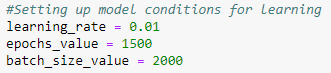 #Setting up model conditions for Learning
learning_rate = 0.01
epochs_value = 1500
batch_size_value = 2000